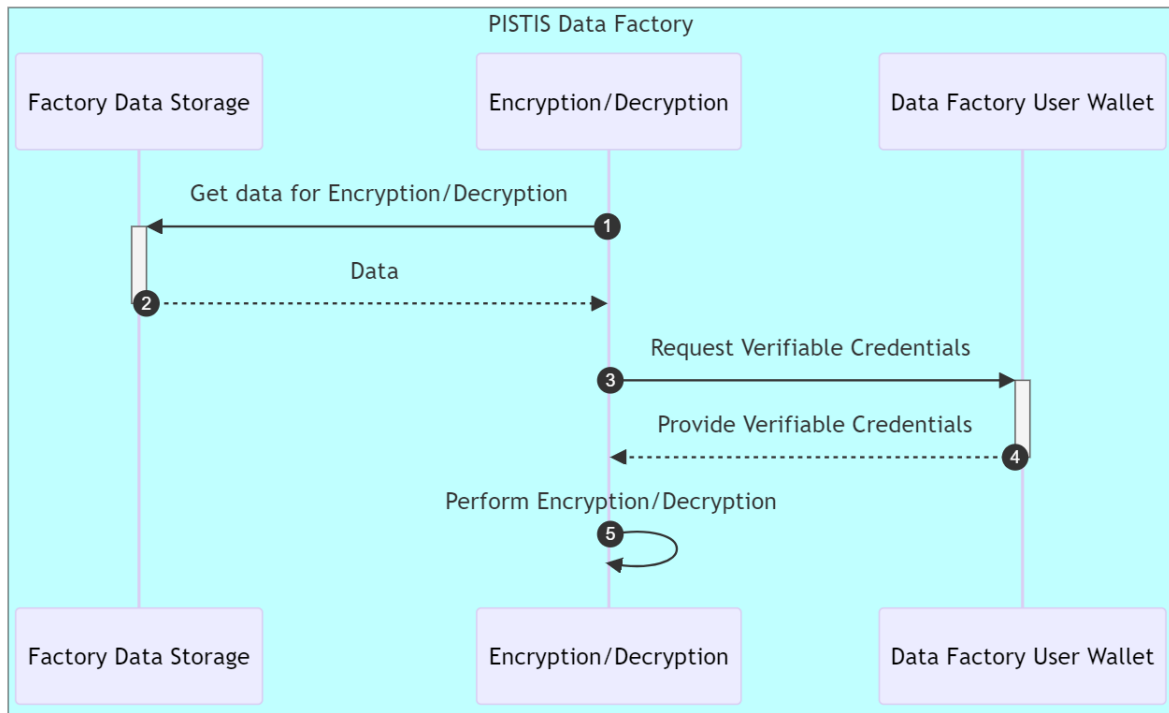 PISTIS Data Factory
Factory Data Storage
Encryption/Decryption
Data Factory User Wallet
Get data for Encryption/Decryption
1
Data
2
Request Verifiable Credentials
3
Provide Verifiable Credentials
4
Perform Encryption/Decryption
5
Factory Data Storage
Encryption/Decryption
Data Factory User Wallet